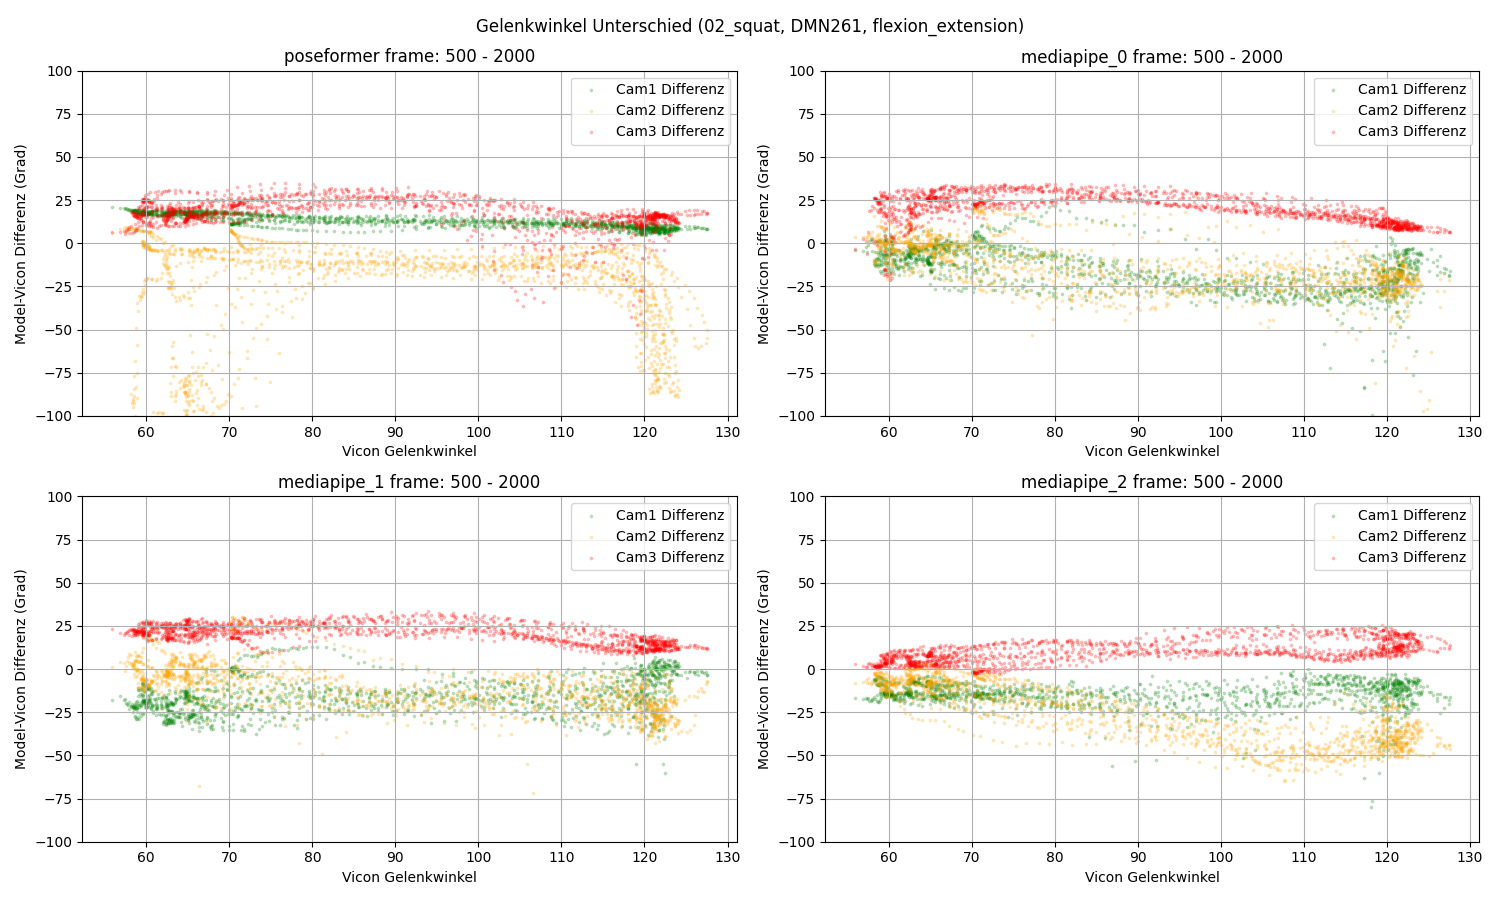 Gelenkwinkel Unterschied (02_squat, DMN261, flexion_extension)
poseformer frame: 500 - 2000
100
75
50
25
0
−25
−50
−75
−100
Model-Vicon Differenz (Grad)
Cam1 Differenz
Cam2 Differenz
Cam3 Differenz
60 70 80 90 100 110 120 130
Vicon Gelenkwinkel
mediapipe_0 frame: 500 - 2000
100
75
50
25
0
−25
−50
−75
−100
Model-Vicon Differenz (Grad)
Cam1 Differenz
Cam2 Differenz
Cam3 Differenz
60 70 80 90 100 110 120 130
Vicon Gelenkwinkel
mediapipe_1 frame: 500 - 2000
100
75
50
25
0
−25
−50
−75
−100
Model-Vicon Differenz (Grad)
Cam1 Differenz
Cam2 Differenz
Cam3 Differenz
60 70 80 90 100 110 120 130
Vicon Gelenkwinkel
mediapipe_2 frame: 500 - 2000
100
75
50
25
0
−25
−50
−75
−100
Model-Vicon Differenz (Grad)
Cam1 Differenz
Cam2 Differenz
Cam3 Differenz
60 70 80 90 100 110 120 130
Vicon Gelenkwinkel